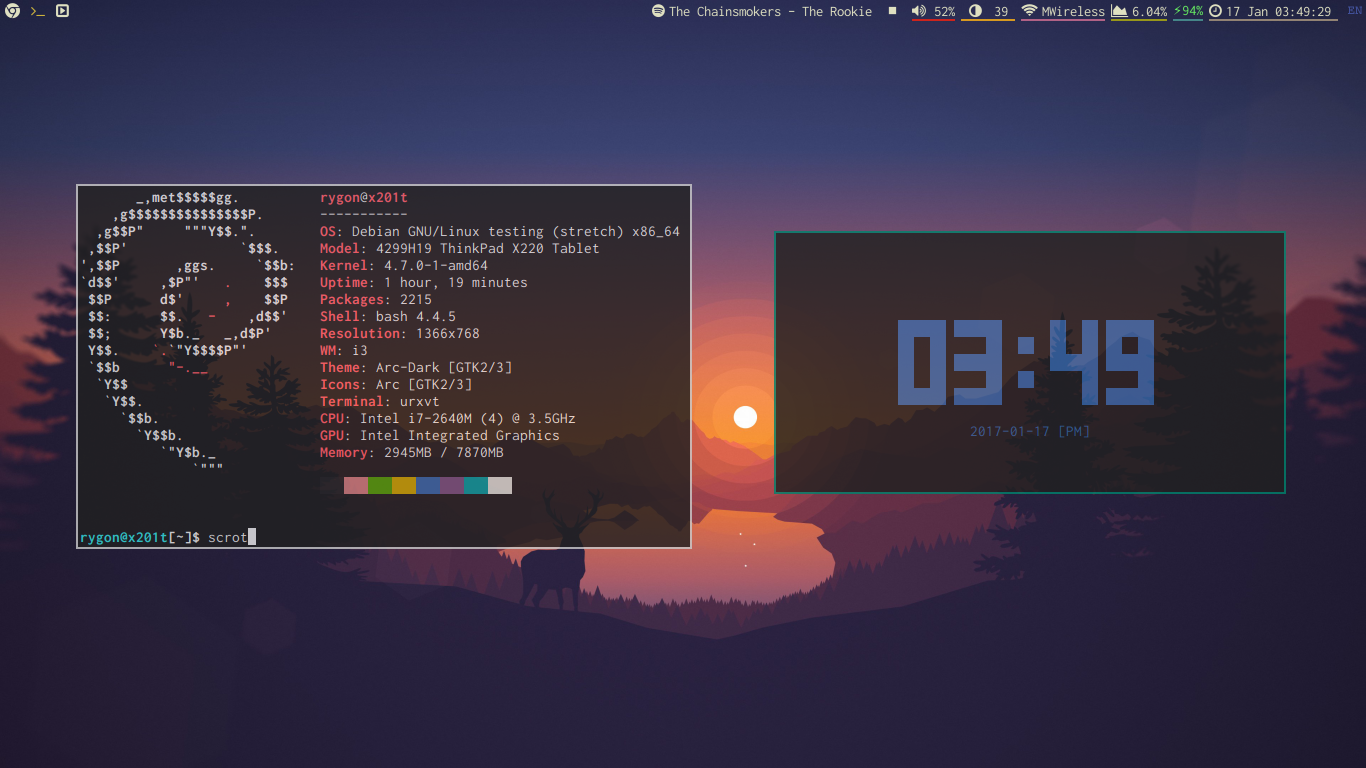 >_ The Chainsmokers - The Rookie 52% 39 MWireless 6.04% ⚡94% 17 Jan 03:49:29 EN
_,met$$$$$gg. rygon@x201t
,g$$$$$$$$$$$$$$$P. -----------
,g$$P" """Y$$.". OS: Debian GNU/Linux testing (stretch) x86_64
,$$P' `$$$. Model: 4299H19 ThinkPad X220 Tablet
',$$P ,ggs. `$$b: Kernel: 4.7.0-1-amd64
`d$$' ,$P"' . $$$ Uptime: 1 hour, 19 minutes
$$P d$' , $$P Packages: 2215
$$: $$. - ,d$$' Shell: bash 4.4.5
$$; Y$b._ _,d$P' Resolution: 1366x768
Y$$. `.`"Y$$$$P"' WM: i3
`$$b "-.__ Theme: Arc-Dark [GTK2/3]
`Y$$ Icons: Arc [GTK2/3]
`Y$$. Terminal: urxvt
`$$b. CPU: Intel i7-2640M (4) @ 3.5GHz
`Y$$b. GPU: Intel Integrated Graphics
`"Y$b._ Memory: 2945MB / 7870MB
`"""
rygon@x201t[~]$ scrot
03:49
2017-01-17 [PM]